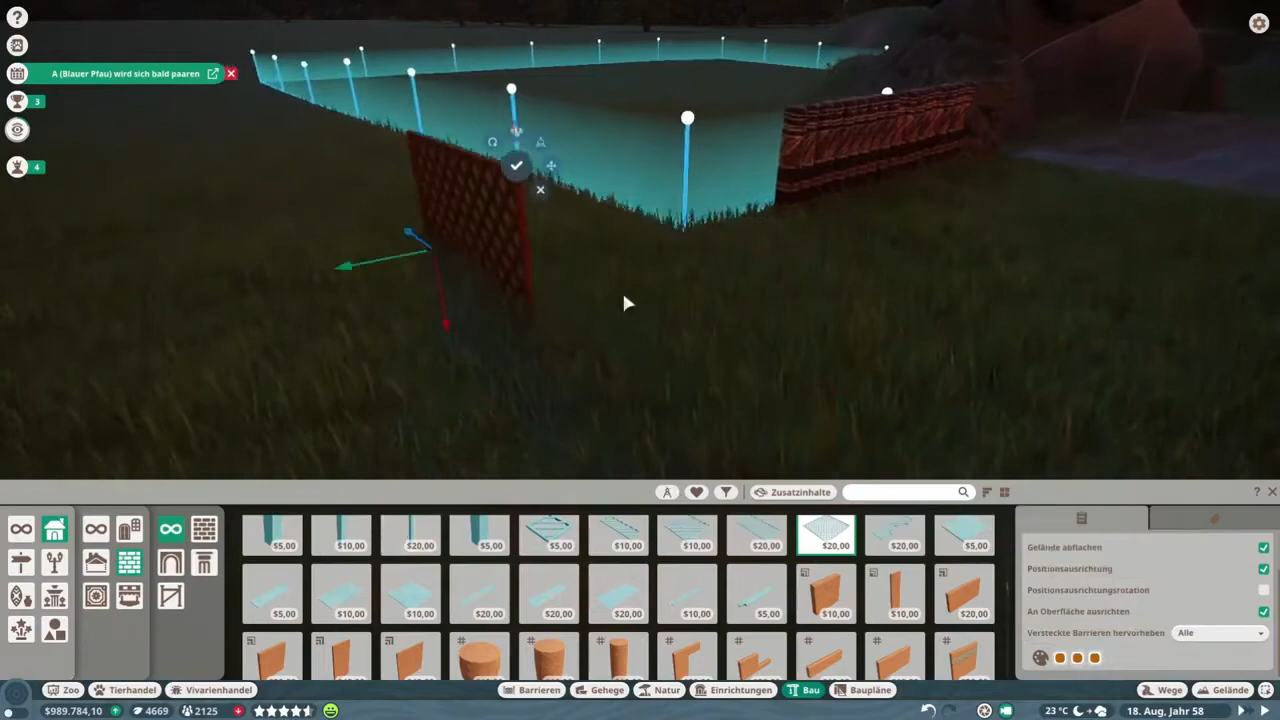 ?
A (Blauer Pfau) wird sich bald paaren
3
4
Zusatzinhalte
?
$5,00 $10,00 $20,00 $5,00 $5,00 $10,00 $10,00 $20,00 $20,00 $20,00 $5,00
$5,00 $10,00 $10,00 $20,00 $20,00 $20,00 $10,00 $5,00 $10,00 $10,00 $20,00
Gelände abflachen
Positionsausrichtung
Positionsausrichtungsrotation
An Oberfläche ausrichten
Versteckte Barrieren hervorheben Alle
Zoo Tierhandel Vivarienhandel Barrieren Gehege Natur Einrichtungen Bau Baupläne Wege Gelände
$989.784,10 4669 2125 23 °C 18. Aug, Jahr 58